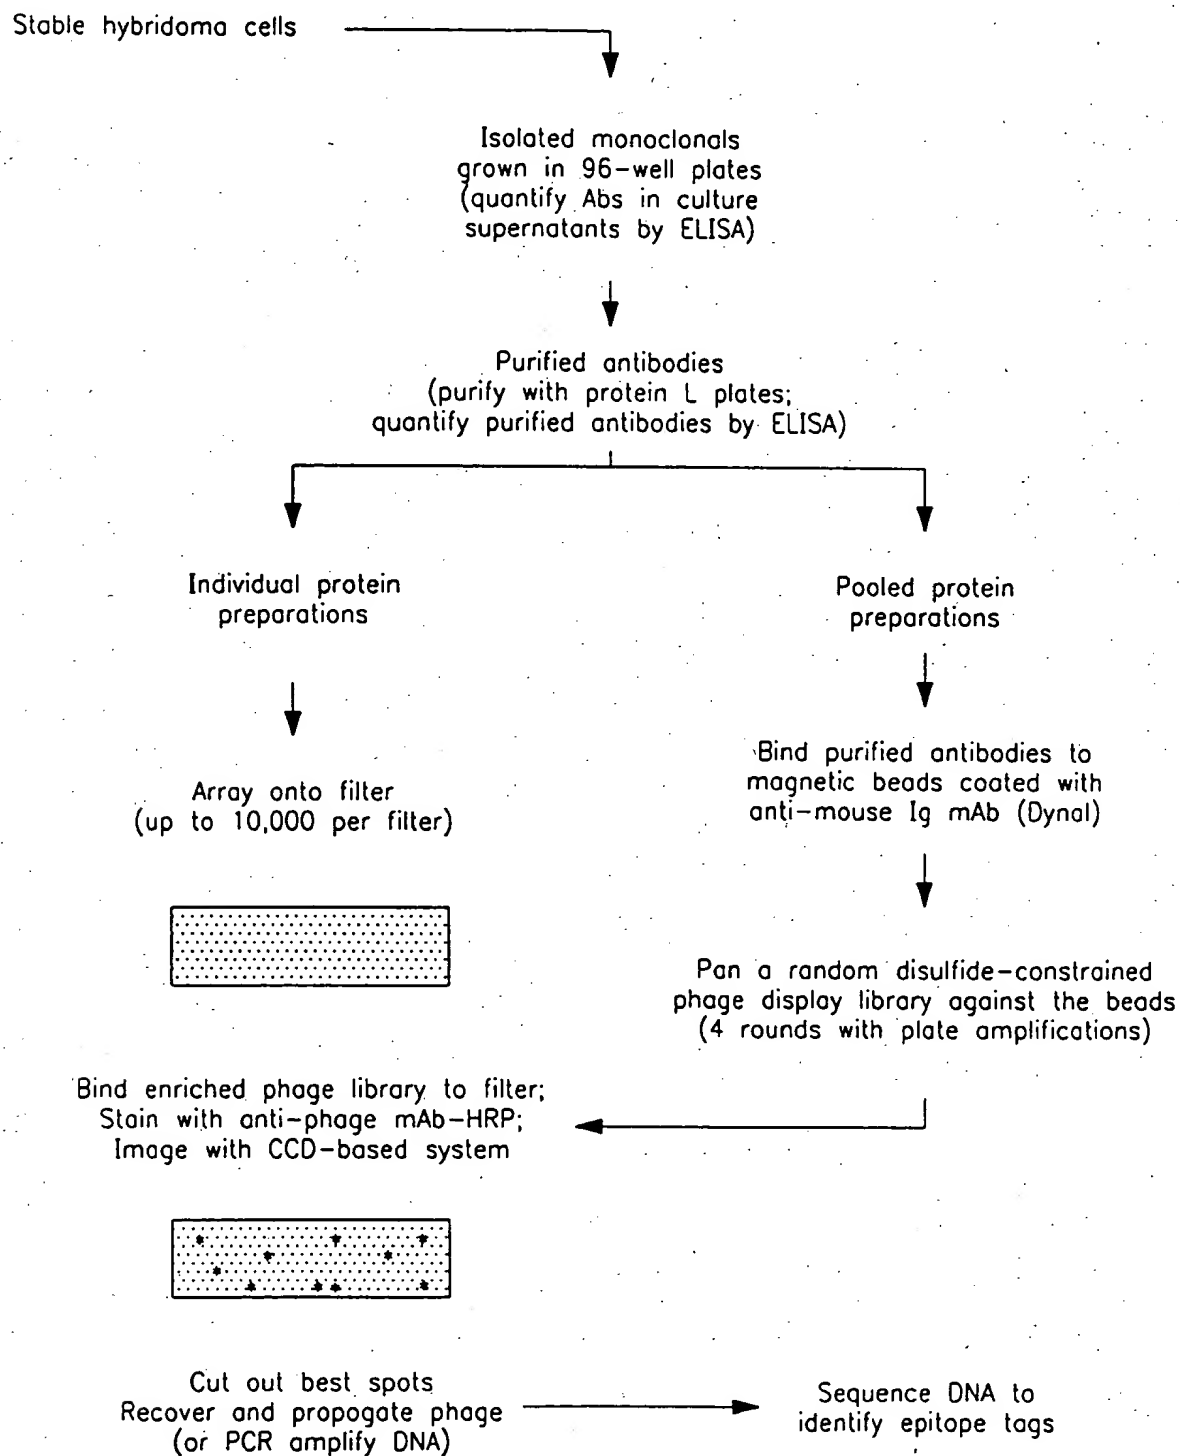 Stable hybridoma cells
Isolated monoclonals
grown in 96-well plates
(quantify Abs in culture
supernatants by ELISA)
Purified antibodies
(purify with protein L plates;
quantify purified antibodies by ELISA)
Individual protein
preparations
Array onto filter
(up to 10,000 per filter)
Pooled protein
preparations
Bind purified antibodies to
magnetic beads coated with
anti-mouse Ig mAb (Dynal)
Pan a random disulfide-constrained
phage display library against the beads
(4 rounds with plate amplifications)
Bind enriched phage library to filter;
Stain with anti-phage mAb-HRP;
Image with CCD-based system
Cut out best spots
Recover and propogate phage
(or PCR amplify DNA)
Sequence DNA to
identify epitope tags